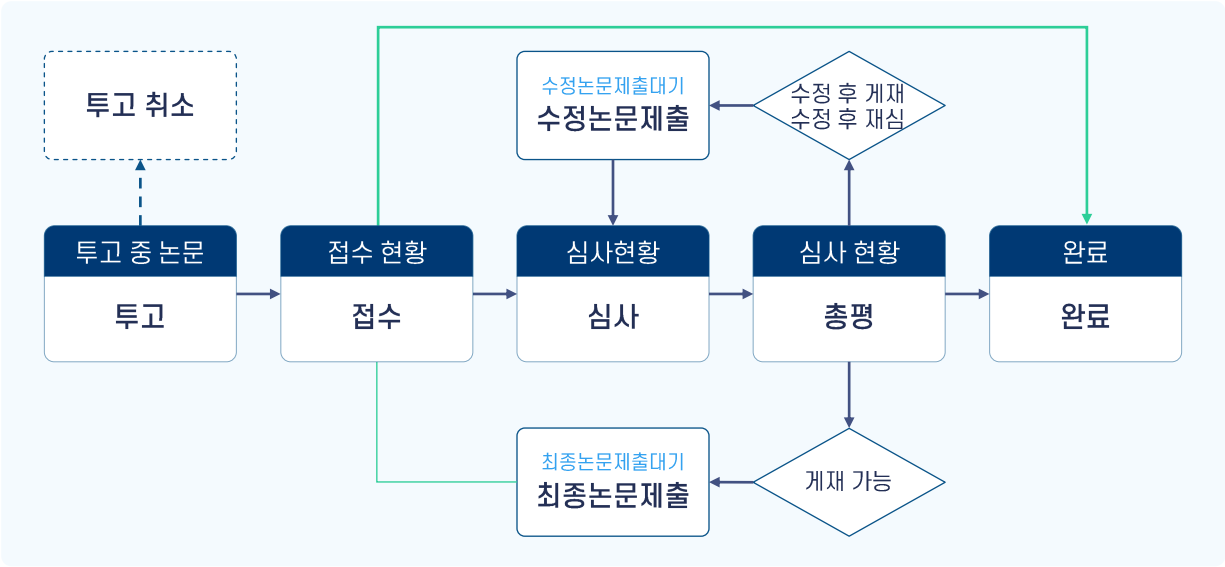 투고 취소
수정논문제출대기
수정논문제출
수정 후 게재
수정 후 재심
투고 중 논문
투고
접수 현황
접수
심사현황
심사
심사 현황
총평
완료
완료
최종논문제출대기
최종논문제출
게재 가능